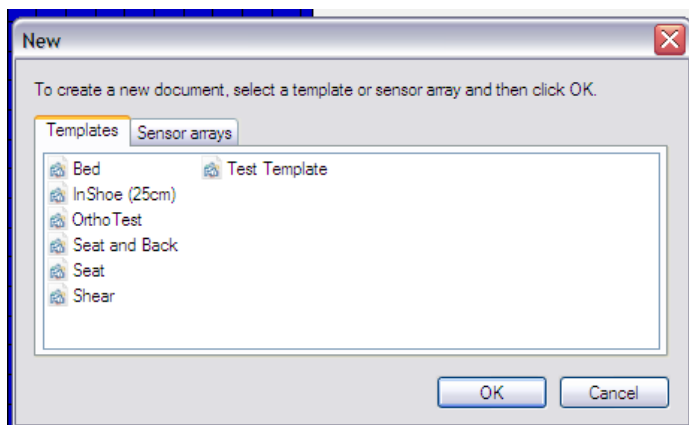 New
To create a new document, select a template or sensor array and then click OK.
Templates
Sensor arrays
Bed
InShoe (25cm)
OrthoTest
Seat and Back
Seat
Shear
Test Template
OK
Cancel